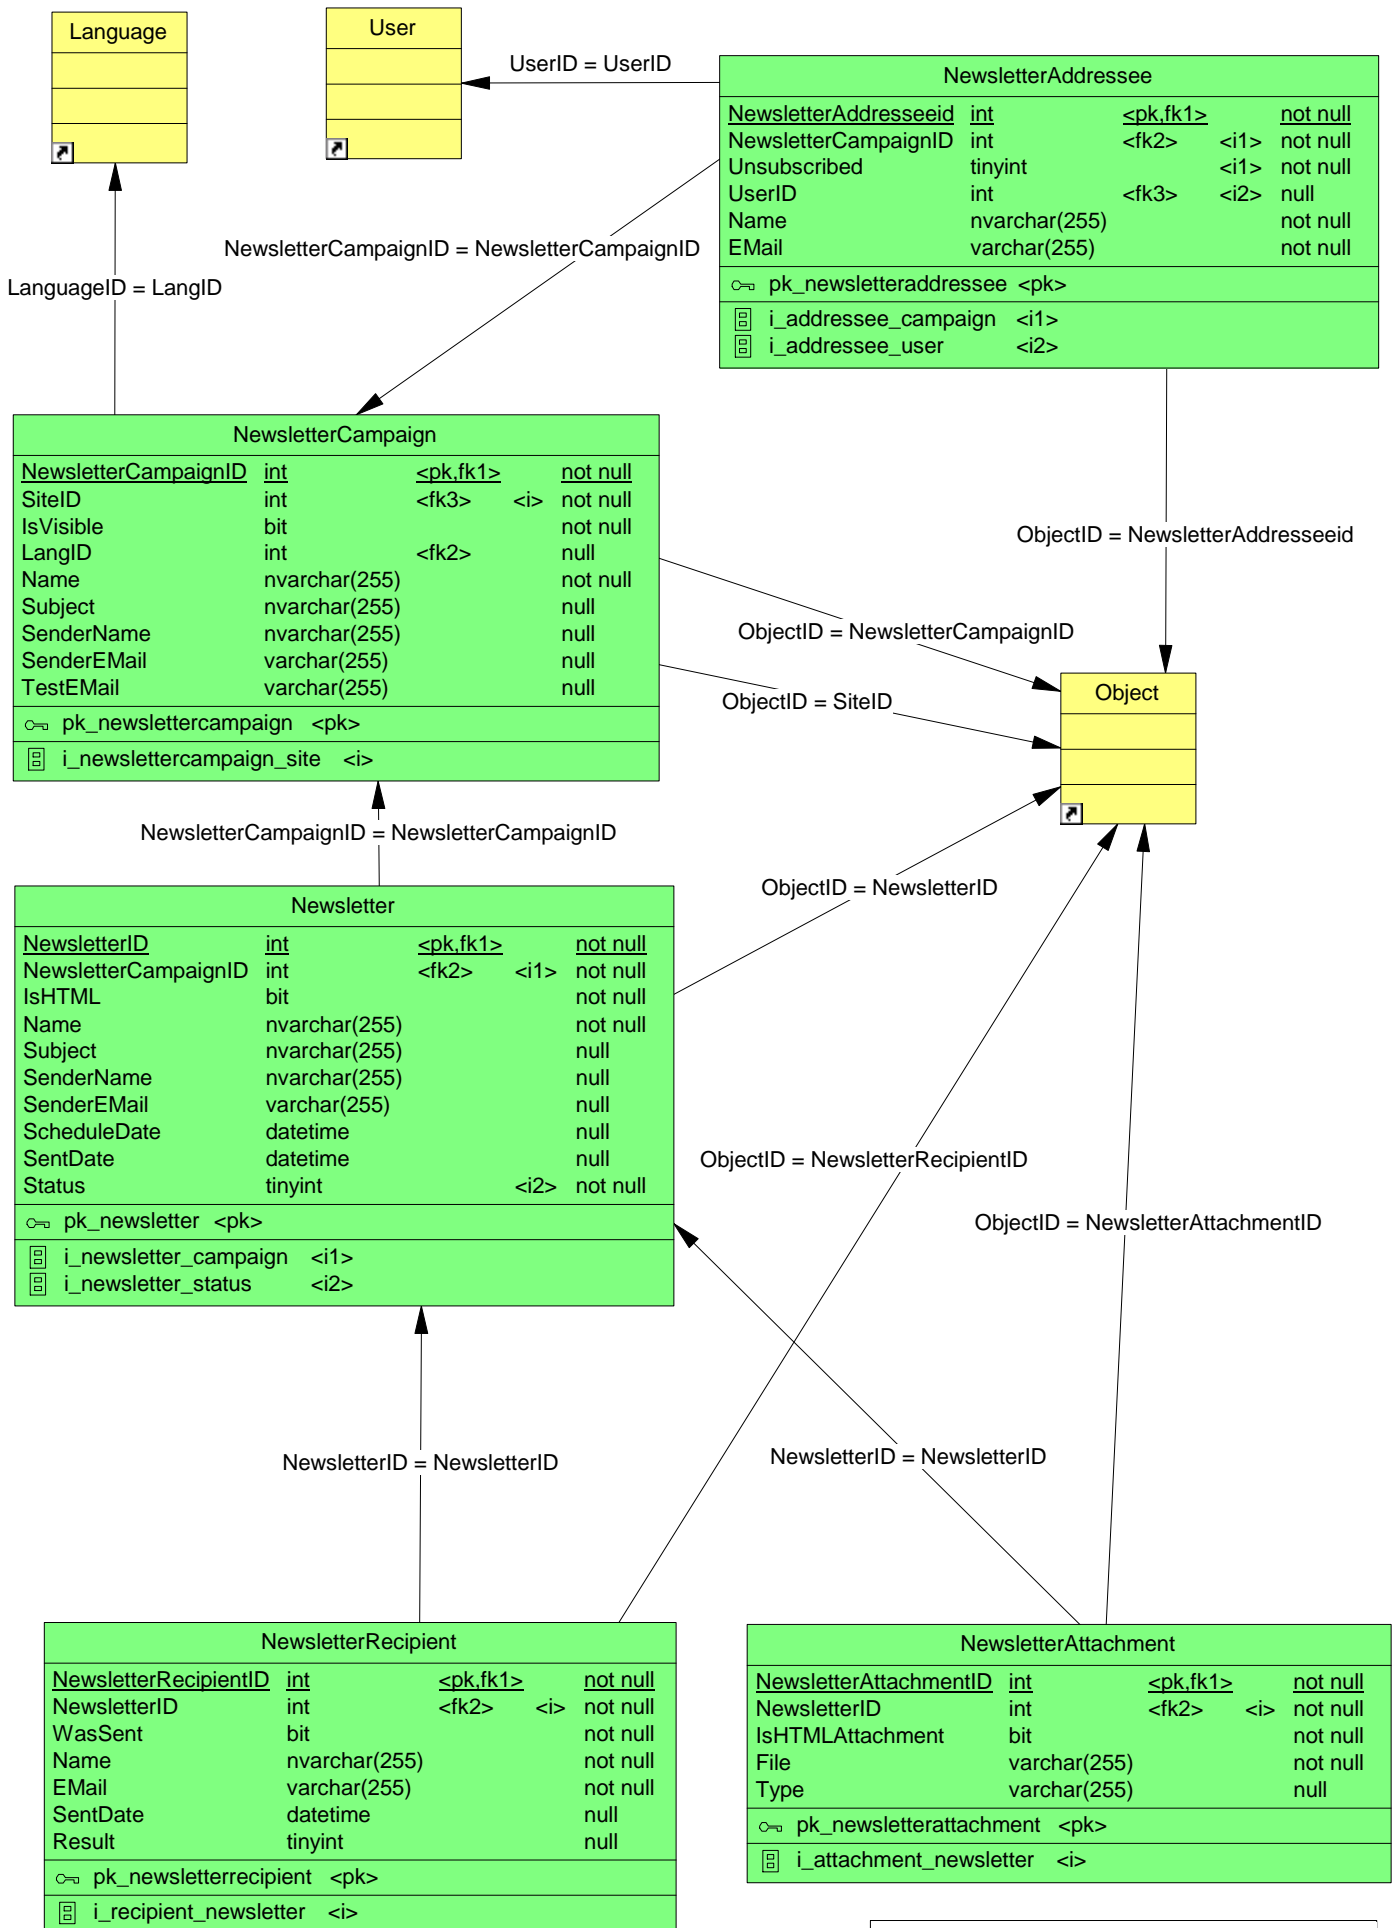 Language
User
UserID = UserID
NewsletterAddressee
NewsletterAddresseeid int <pk,fk1> not null
NewsletterCampaignID int <fk2> <i1> not null
Unsubscribed tinyint <i1> not null
UserID int <fk3> <i2> null
Name nvarchar(255) not null
EMail varchar(255) not null
pk_newsletteraddressee <pk>
i_addressee_campaign <i1>
i_addressee_user <i2>
NewsletterCampaignID = NewsletterCampaignID
LanguageID = LangID
NewsletterCampaign
NewsletterCampaignID int <pk,fk1> not null
SiteID int <fk3> <i> not null
IsVisible bit not null
LangID int <fk2> null
Name nvarchar(255) not null
Subject nvarchar(255) null
SenderName nvarchar(255) null
SenderEMail varchar(255) null
TestEMail varchar(255) null
pk_newslettercampaign <pk>
i_newslettercampaign_site <i>
ObjectID = NewsletterAddresseeid
ObjectID = NewsletterCampaignID
ObjectID = SiteID
Object
NewsletterCampaignID = NewsletterCampaignID
ObjectID = NewsletterID
Newsletter
NewsletterID int <pk,fk1> not null
NewsletterCampaignID int <fk2> <i1> not null
IsHTML bit not null
Name nvarchar(255) not null
Subject nvarchar(255) null
SenderName nvarchar(255) null
SenderEMail varchar(255) null
ScheduleDate datetime null
SentDate datetime null
Status tinyint <i2> not null
pk_newsletter <pk>
i_newsletter_campaign <i1>
i_newsletter_status <i2>
ObjectID = NewsletterRecipientID
ObjectID = NewsletterAttachmentID
NewsletterID = NewsletterID
NewsletterID = NewsletterID
NewsletterRecipient
NewsletterRecipientID int <pk,fk1> not null
NewsletterID int <fk2> <i> not null
WasSent bit not null
Name nvarchar(255) not null
EMail varchar(255) not null
SentDate datetime null
Result tinyint null
pk_newsletterrecipient <pk>
i_recipient_newsletter <i>
NewsletterAttachment
NewsletterAttachmentID int <pk,fk1> not null
NewsletterID int <fk2> <i> not null
IsHTMLAttachment bit not null
File varchar(255) not null
Type varchar(255) null
pk_newsletterattachment <pk>
i_attachment_newsletter <i>